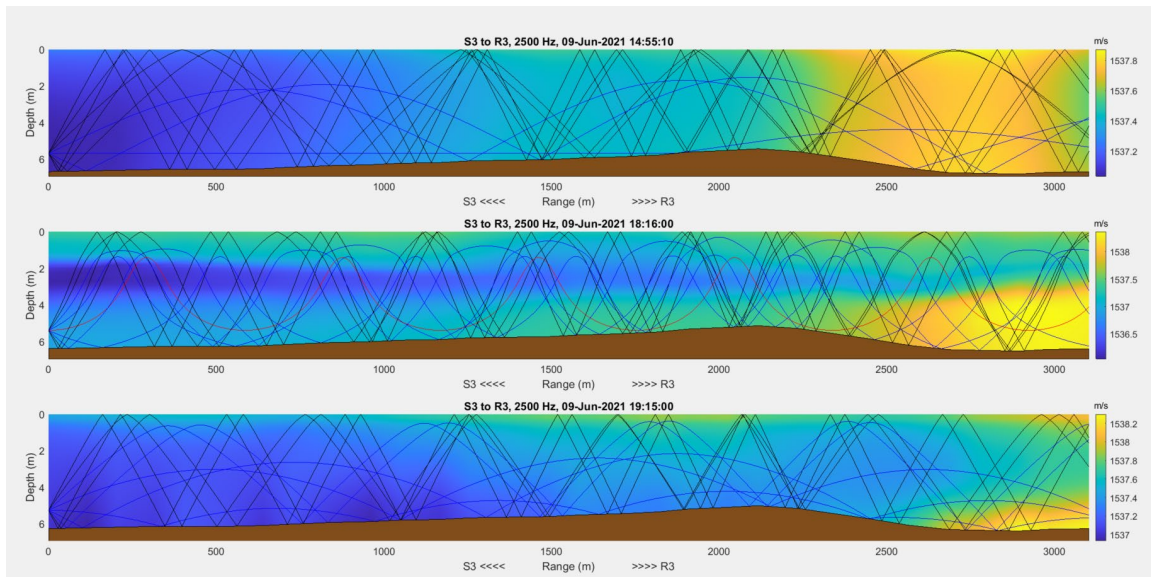 S3 to R3, 2500 Hz, 09-Jun-2021 14:55:10
m/s
0
2
4
6
Depth (m)
1537.8
1537.6
1537.4
1537.2
0 500 1000 1500 2000 2500 3000
S3 <<<< Range (m) >>>> R3
S3 to R3, 2500 Hz, 09-Jun-2021 18:16:00
m/s
0
2
4
6
Depth (m)
1538
1537.5
1537
1536.5
0 500 1000 1500 2000 2500 3000
S3 <<<< Range (m) >>>> R3
S3 to R3, 2500 Hz, 09-Jun-2021 19:15:00
m/s
0
2
4
6
Depth (m)
1538.2
1538
1537.8
1537.6
1537.4
1537.2
1537
0 500 1000 1500 2000 2500 3000
S3 <<<< Range (m) >>>> R3